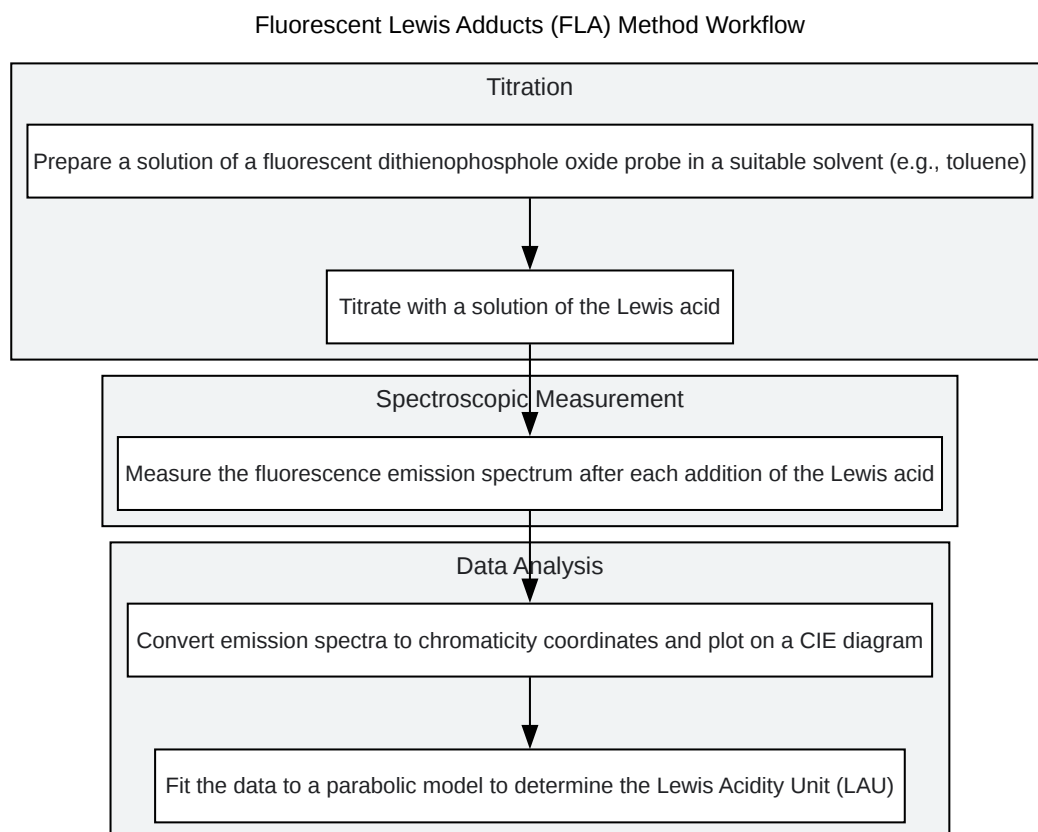 Fluorescent Lewis Adducts (FLA) Method Workflow
Titration
Prepare a solution of a fluorescent dithienophosphole oxide probe in a suitable solvent (e.g., toluene)
Titrate with a solution of the Lewis acid
Spectroscopic Measurement
Measure the fluorescence emission spectrum after each addition of the Lewis acid
Data Analysis
Convert emission spectra to chromaticity coordinates and plot on a CIE diagram
Fit the data to a parabolic model to determine the Lewis Acidity Unit (LAU)